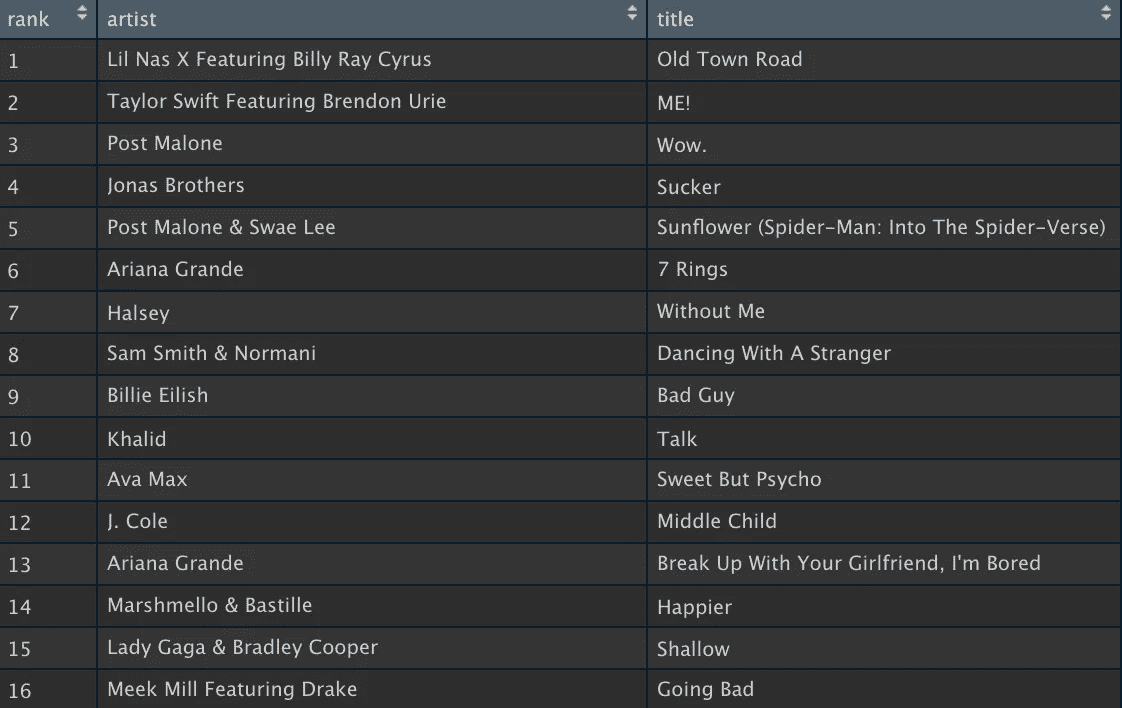 rank artist title
1 Lil Nas X Featuring Billy Ray Cyrus Old Town Road
2 Taylor Swift Featuring Brendon Urie ME!
3 Post Malone Wow.
4 Jonas Brothers Sucker
5 Post Malone & Swae Lee Sunflower (Spider-Man: Into The Spider-Verse)
6 Ariana Grande 7 Rings
7 Halsey Without Me
8 Sam Smith & Normani Dancing With A Stranger
9 Billie Eilish Bad Guy
10 Khalid Talk
11 Ava Max Sweet But Psycho
12 J. Cole Middle Child
13 Ariana Grande Break Up With Your Girlfriend, I'm Bored
14 Marshmello & Bastille Happier
15 Lady Gaga & Bradley Cooper Shallow
16 Meek Mill Featuring Drake Going Bad